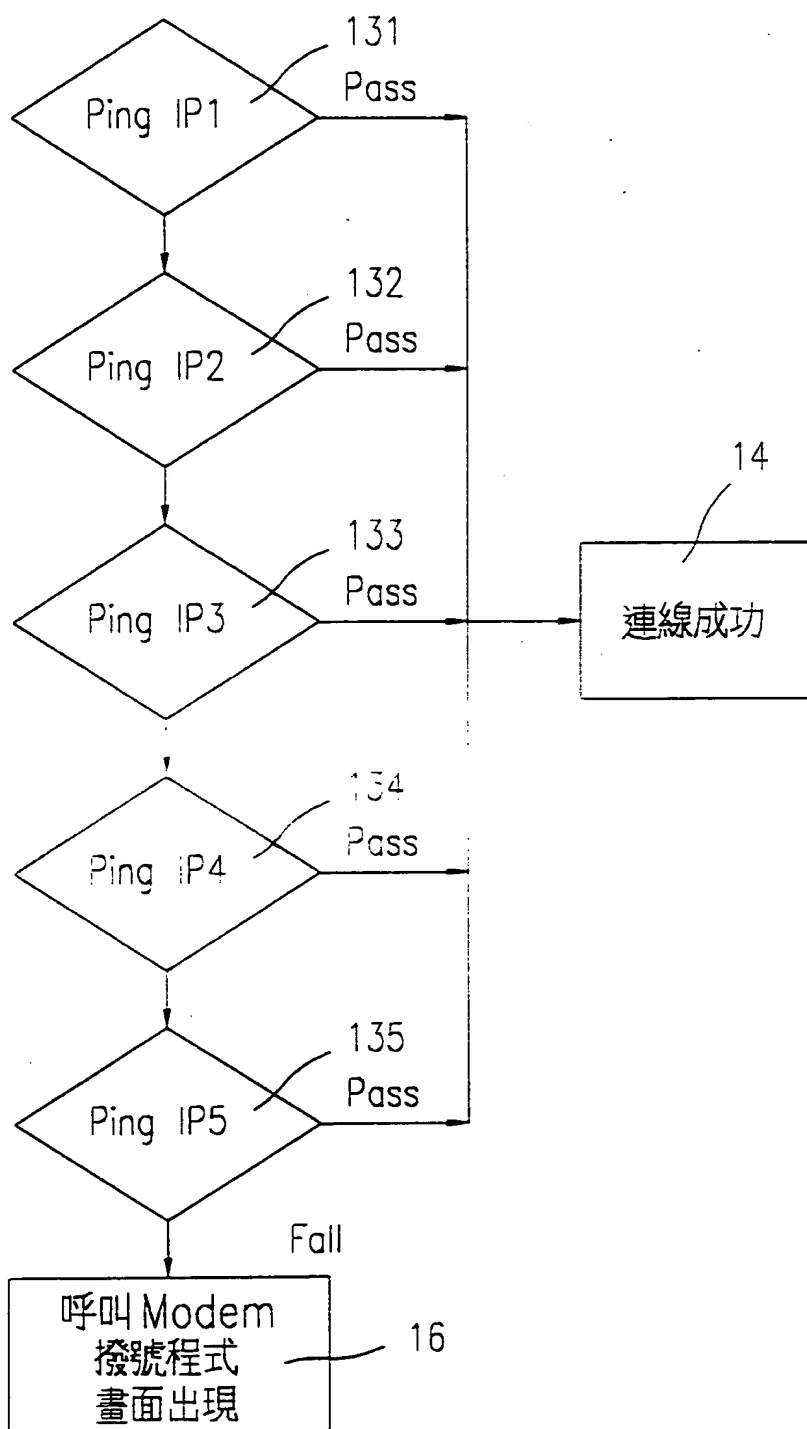 131
Ping IP1
Pass
132
Ping IP2
Pass
14
133
Ping IP3
Pass
連線成功
134
Ping IP4
Pass
135
Ping IP5
Pass
Fail
呼叫Modem
撥號程式
畫面出現
16